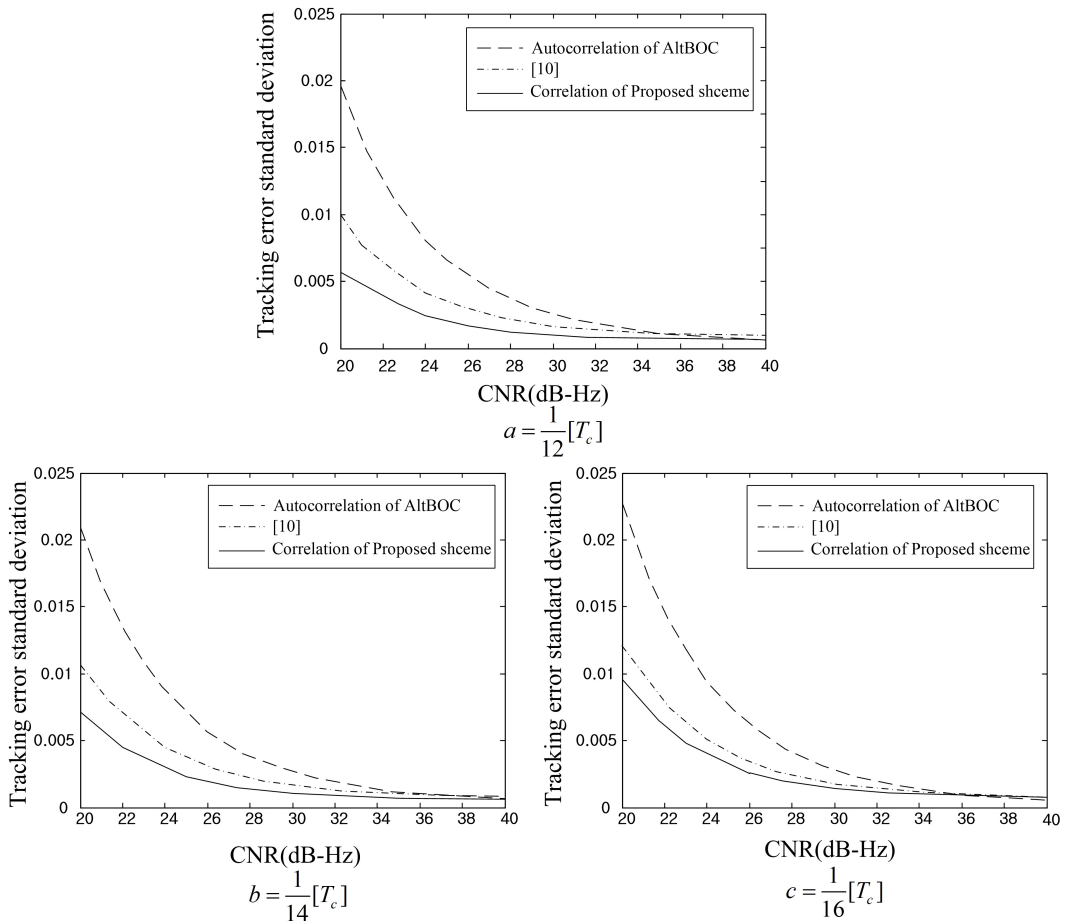 Tracking error standard deviation
0.025
0.02
0.015
0.01
0.005
0
Autocorrelation of AltBOC
[10]
Correlation of Proposed shceme
20 22 24 26 28 30 32 34 36 38 40
CNR(dB-Hz)
a = 1/12 [T_c]
Tracking error standard deviation
0.025
0.02
0.015
0.01
0.005
0
Autocorrelation of AltBOC
[10]
Correlation of Proposed shceme
20 22 24 26 28 30 32 34 36 38 40
CNR(dB-Hz)
b = 1/14 [T_c]
Tracking error standard deviation
0.025
0.02
0.015
0.01
0.005
0
Autocorrelation of AltBOC
[10]
Correlation of Proposed shceme
20 22 24 26 28 30 32 34 36 38 40
CNR(dB-Hz)
c = 1/16 [T_c]